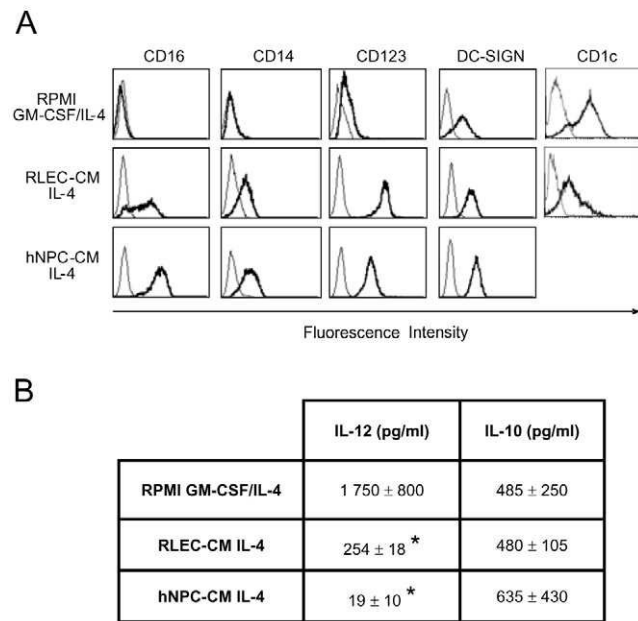 A
CD16 CD14 CD123 DC-SIGN CD1c
RPMI
GM-CSF/IL-4
RLEC-CM
IL-4
hNPC-CM
IL-4
Fluorescence Intensity
B
IL-12 (pg/ml) IL-10 (pg/ml)
RPMI GM-CSF/IL-4 1 750 ± 800 485 ± 250
RLEC-CM IL-4 254 ± 18 * 480 ± 105
hNPC-CM IL-4 19 ± 10 * 635 ± 430